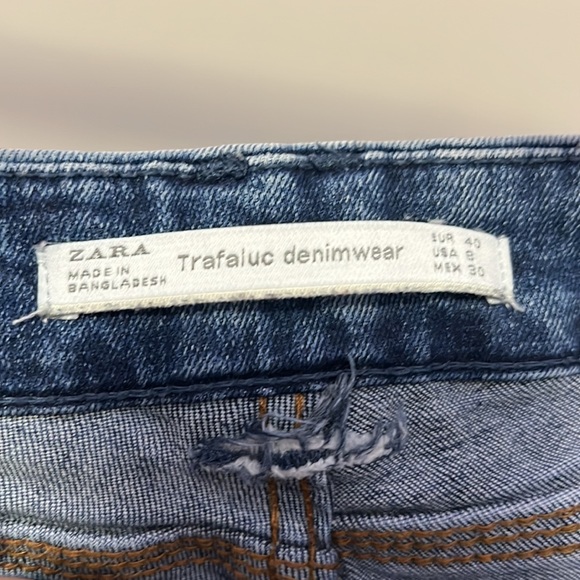 ZARA
MADE IN
BANGLADESH
Trafaluc denimwear
EUR 40
USA 8
MEX 30